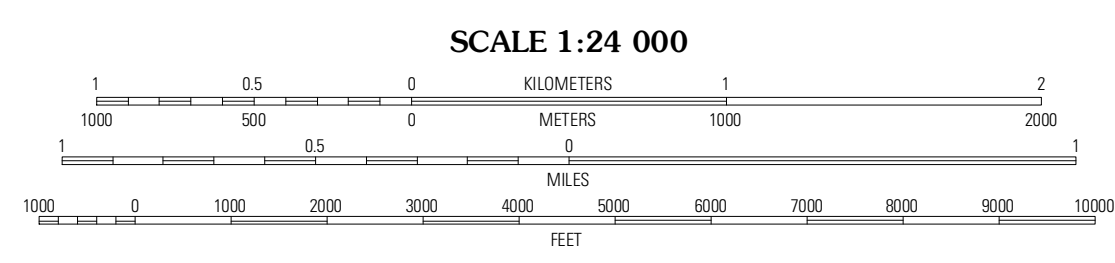 SCALE 1:24 000
1 0.5 0 KILOMETERS 1 2
1000 500 0 METERS 1000 2000
1 0.5 0 1
MILES
1000 0 1000 2000 3000 4000 5000 6000 7000 8000 9000 10000
FEET